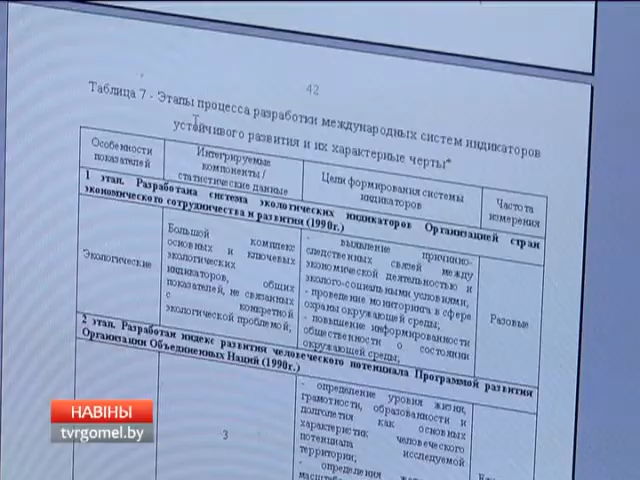 42
Таблица 7 - Этапы процесса разработки международных систем индикаторов
устойчивого развития и их характерные черты*
Особенности
показателей
Интегрируемые
компоненты /
статистические данные
Цели формирования системы
индикаторов
Частота
измерения
1 этап. Разработана система экологических индикаторов Организацией стран
экономического сотрудничества и развития (1990г.)
Экологические
Большой комплекс
основных и ключевых
экологических
индикаторов, общих
показателей, не связанных
с конкретной
экологической проблемой;
- выявление причинно-
следственных связей между
экономической деятельностью и
эколого-социальными условиями;
- проведение мониторинга в сфере
охраны окружающей среды;
- повышение информированности
общественности о состоянии
окружающей среды;
Разовые
2 этап. Разработан индекс развития человеческого потенциала Программой развития
Организации Объединенных Наций (1990г.)
3
- определение уровня жизни,
грамотности, образованности и
долголетия как основных
характеристик человеческого
потенциала исследуемой
территории;
- определения
НАВІНЫ
tvrgomel.by